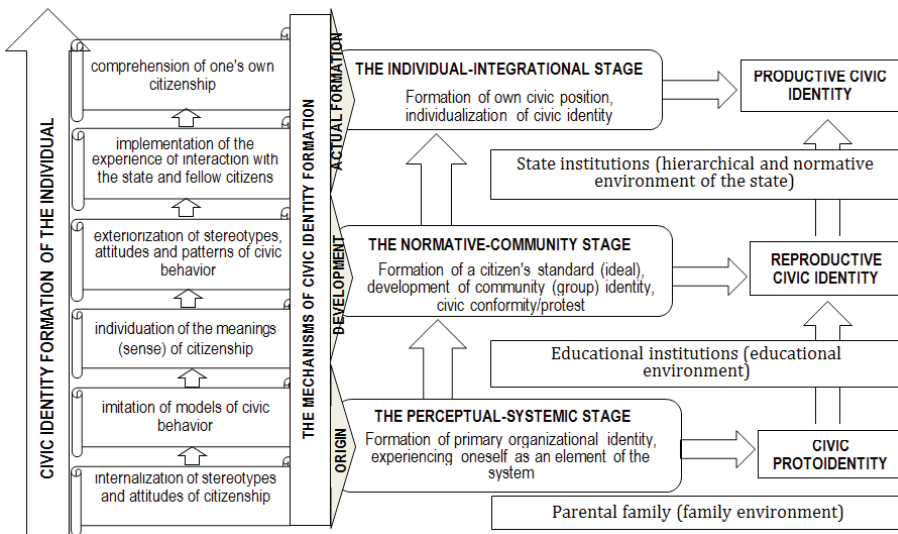 CIVIC IDENTITY FORMATION OF THE INDIVIDUAL
comprehension of one's own
citizenship
implementation of the
experience of interaction with
the state and fellow citizens
exteriorization of stereotypes,
attitudes and patterns of civic
behavior
individuation of the meanings
(sense) of citizenship
imitation of models of civic
behavior
internalization of stereotypes
and attitudes of citizenship
THE MECHANISMS OF CIVIC IDENTITY FORMATION
ACTUAL FORMATION
DEVELOPMENT
ORIGIN
THE INDIVIDUAL-INTEGRATIONAL STAGE
Formation of own civic position,
individualization of civic identity
THE NORMATIVE-COMMUNITY STAGE
Formation of a citizen's standard (ideal),
development of community (group) identity,
civic conformity/protest
THE PERCEPTUAL-SYSTEMIC STAGE
Formation of primary organizational identity,
experiencing oneself as an element of the
system
PRODUCTIVE CIVIC
IDENTITY
State institutions (hierarchical and normative
environment of the state)
REPRODUCTIVE
CIVIC IDENTITY
Educational institutions (educational
environment)
CIVIC
PROTOIDENTITY
Parental family (family environment)